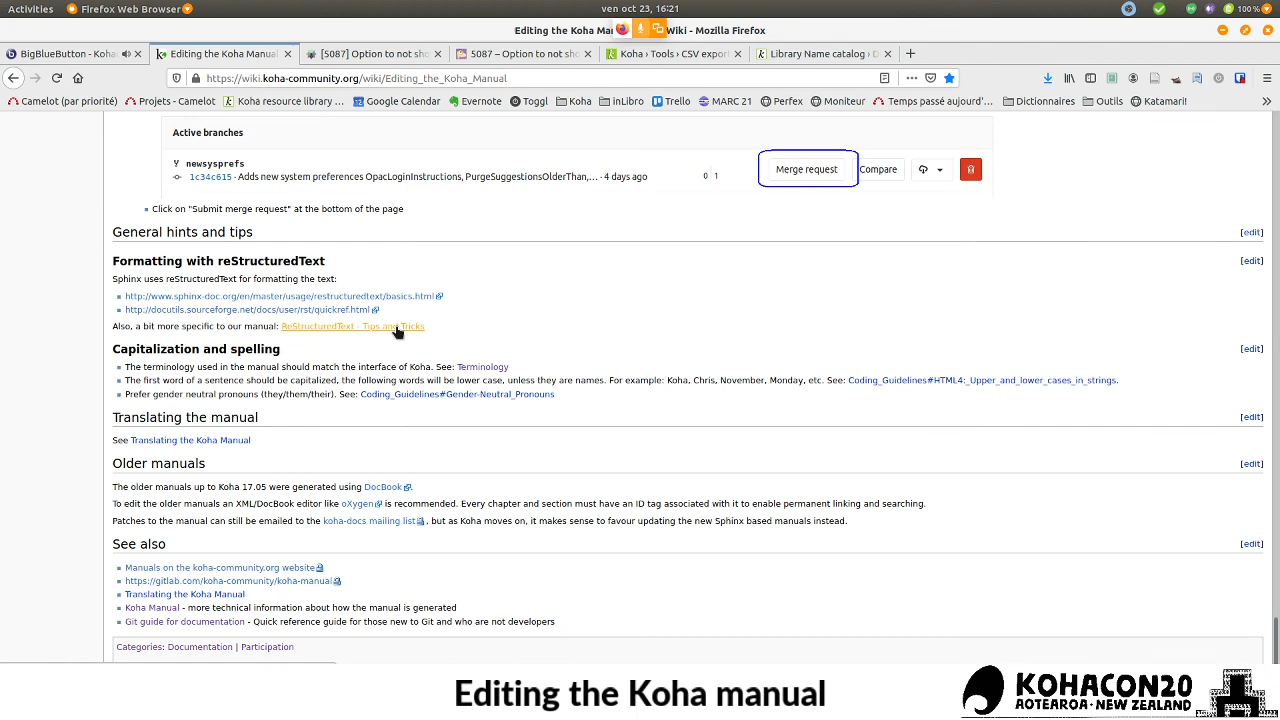 Activities
Firefox Web Browser
ven oct 23, 16:21
100%
Editing the Koha Ma
Wiki - Mozilla Firefox
BigBlueButton - Koha
Editing the Koha Manual
[5087] Option to not sho
5087 – Option to not sh
Koha › Tools › CSV expor
Library Name catalog › D
https://wiki.koha-community.org/wiki/Editing_the_Koha_Manual
Camelot (par priorité)
Projets - Camelot
Koha resource library ...
Google Calendar
Evernote
Toggl
Koha
inLibro
Trello
MARC 21
Perfex
Moniteur
Temps passé aujourd'...
Dictionnaires
Outils
Katamari!
Active branches
newsysprefs
1c34c615 · Adds new system preferences OpacLoginInstructions, PurgeSuggestionsOlderThan,... · 4 days ago
0 1
Merge request
Compare
Click on "Submit merge request" at the bottom of the page
General hints and tips
[edit]
Formatting with reStructuredText
[edit]
Sphinx uses reStructuredText for formatting the text:
http://www.sphinx-doc.org/en/master/usage/restructuredtext/basics.html
http://docutils.sourceforge.net/docs/user/rst/quickref.html
Also, a bit more specific to our manual: ReStructuredText - Tips and Tricks
Capitalization and spelling
[edit]
The terminology used in the manual should match the interface of Koha. See: Terminology
The first word of a sentence should be capitalized, the following words will be lower case, unless they are names. For example: Koha, Chris, November, Monday, etc. See: Coding_Guidelines#HTML4:_Upper_and_lower_cases_in_strings.
Prefer gender neutral pronouns (they/them/their). See: Coding_Guidelines#Gender-Neutral_Pronouns
Translating the manual
[edit]
See Translating the Koha Manual
Older manuals
[edit]
The older manuals up to Koha 17.05 were generated using DocBook.
To edit the older manuals an XML/DocBook editor like oXygen is recommended. Every chapter and section must have an ID tag associated with it to enable permanent linking and searching.
Patches to the manual can still be emailed to the koha-docs mailing list, but as Koha moves on, it makes sense to favour updating the new Sphinx based manuals instead.
See also
[edit]
Manuals on the koha-community.org website
https://gitlab.com/koha-community/koha-manual
Translating the Koha Manual
Koha Manual - more technical information about how the manual is generated
Git guide for documentation - Quick reference guide for those new to Git and who are not developers
Categories: Documentation | Participation
Editing the Koha manual
KOHACON20
AOTEAROA · NEW ZEALAND